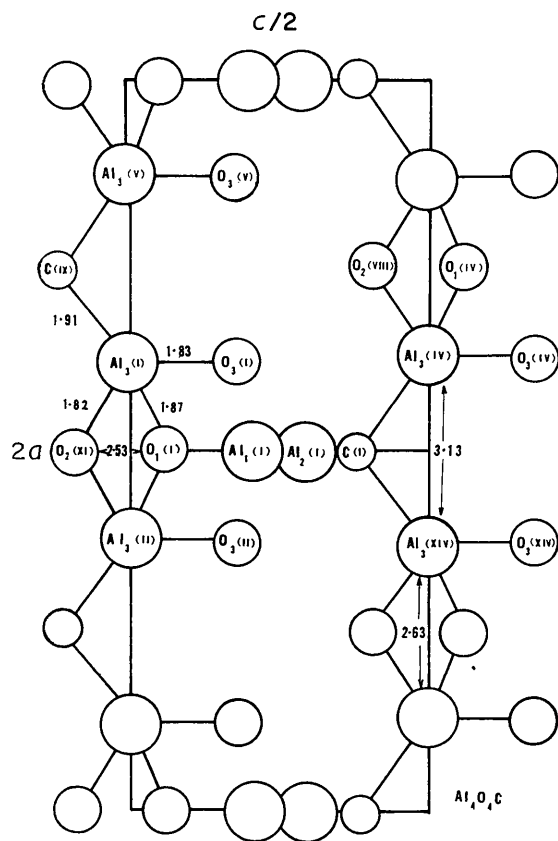 c/2
Al₃(V)
O₃(V)
C(IX)
O₂(VIII)
O₁(IV)
1·91
Al₃(I)
1·83
O₃(I)
Al₃(IV)
O₃(IV)
1·82
1·87
2a
O₂(XI)
2·53
O₁(I)
Al₁(I)
Al₂(I)
C(I)
3·13
Al₃(II)
O₃(II)
Al₃(XIV)
O₃(XIV)
2·63
Al₄O₄C